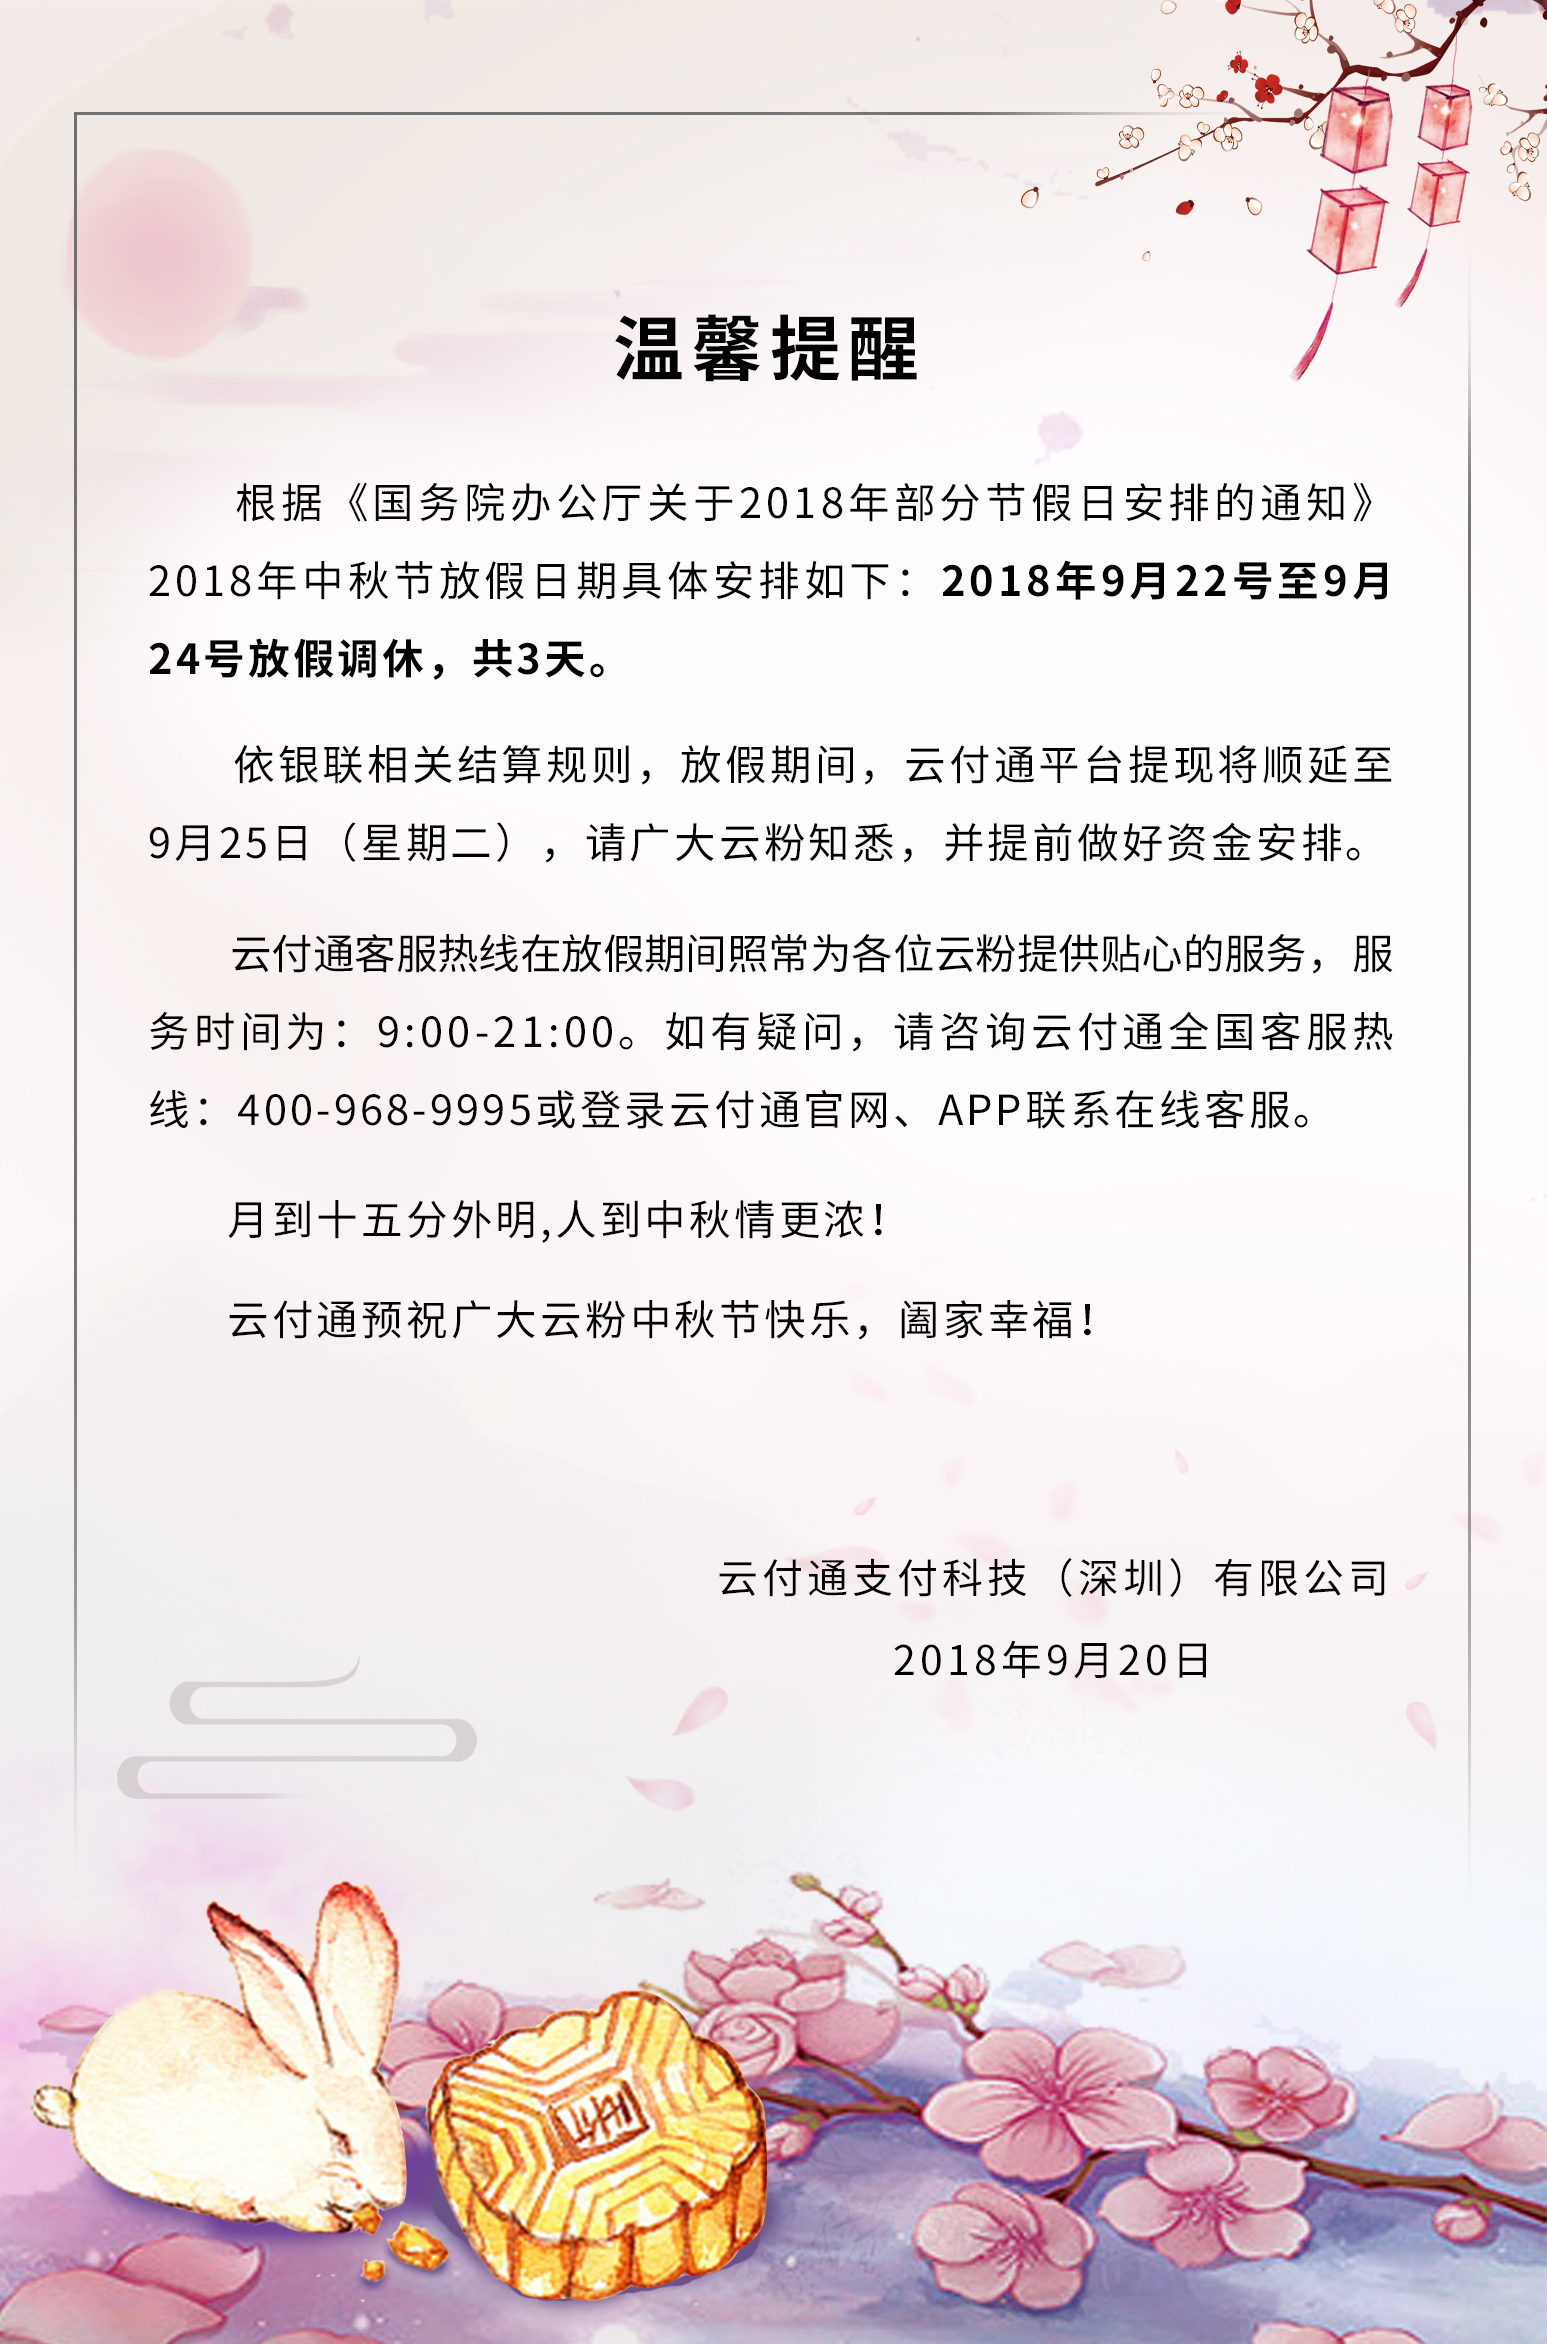 温馨提醒
根据《国务院办公厅关于2018年部分节假日安排的通知》
2018年中秋节放假日期具体安排如下：2018年9月22号至9月
24号放假调休，共3天。
依银联相关结算规则，放假期间，云付通平台提现将顺延至
9月25日（星期二），请广大云粉知悉，并提前做好资金安排。
云付通客服热线在放假期间照常为各位云粉提供贴心的服务，服
务时间为：9:00-21:00。如有疑问，请咨询云付通全国客服热
线：400-968-9995或登录云付通官网、APP联系在线客服。
月到十五分外明,人到中秋情更浓！
云付通预祝广大云粉中秋节快乐，阖家幸福！
云付通支付科技（深圳）有限公司
2018年9月20日